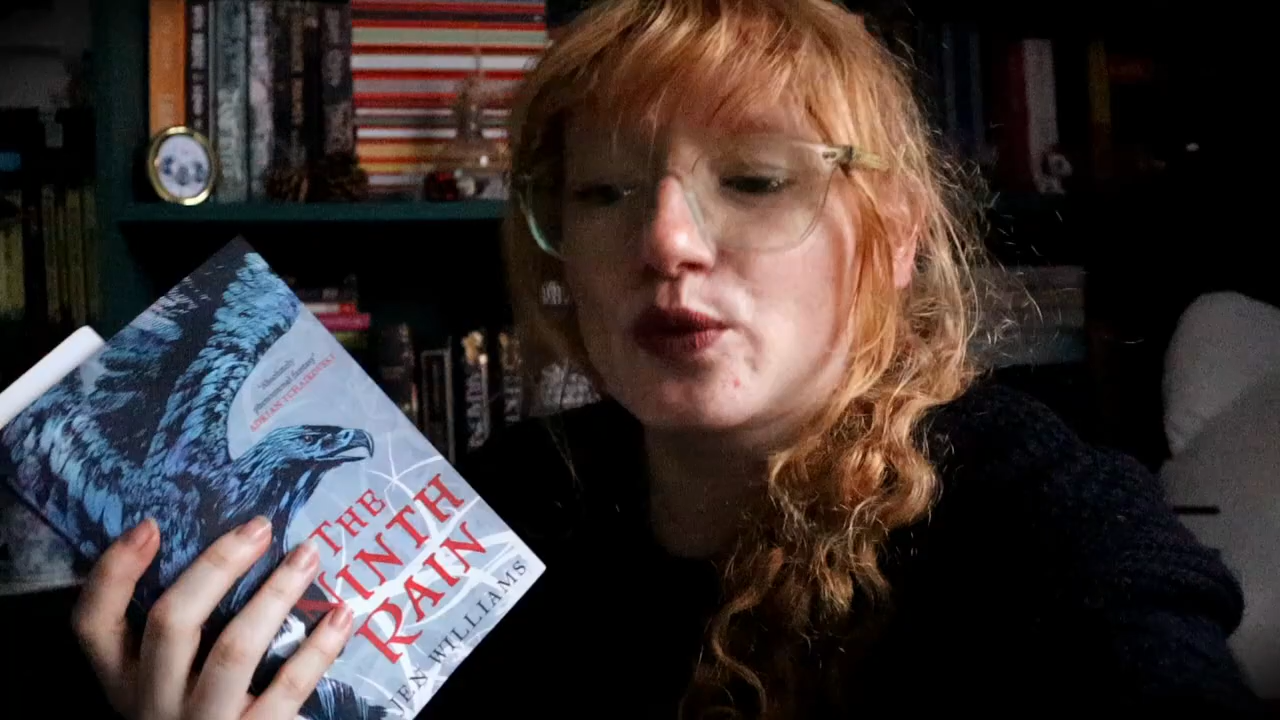 'Absolutely
phenomenal fantasy'
ADRIAN TCHAIKOVSKY
THE
NINTH
RAIN
JEN WILLIAMS